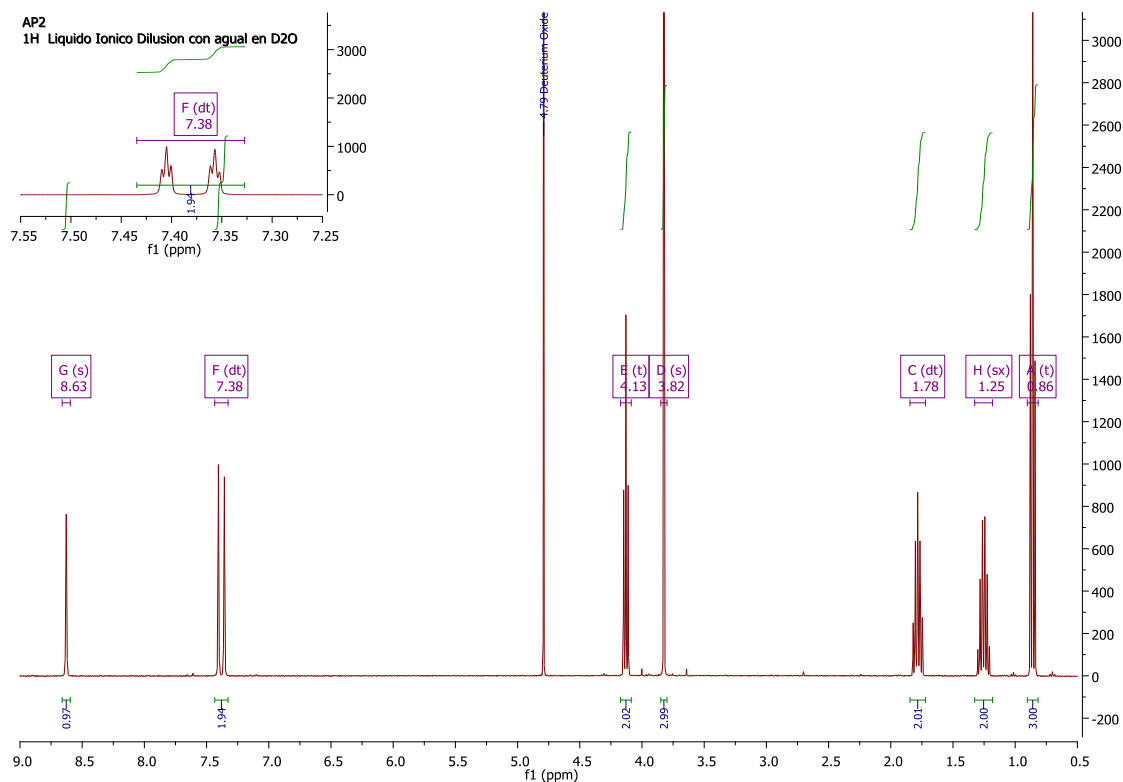 AP2
1H Liquido Ionico Dilusion con agual en D2O
3000
2000
1000
0
F (dt)
7.38
1.94
7.55 7.50 7.45 7.40 7.35 7.30 7.25
f1 (ppm)
4.79 Deuterium Oxide
G (s)
8.63
F (dt)
7.38
E (t)
4.13
D (s)
3.82
C (dt)
1.78
H (sx)
1.25
A (t)
0.86
3000
2800
2600
2400
2200
2000
1800
1600
1400
1200
1000
800
600
400
200
0
-200
0.97
1.94
2.02
2.99
2.01
2.00
3.00
9.0 8.5 8.0 7.5 7.0 6.5 6.0 5.5 5.0 4.5 4.0 3.5 3.0 2.5 2.0 1.5 1.0 0.5
f1 (ppm)